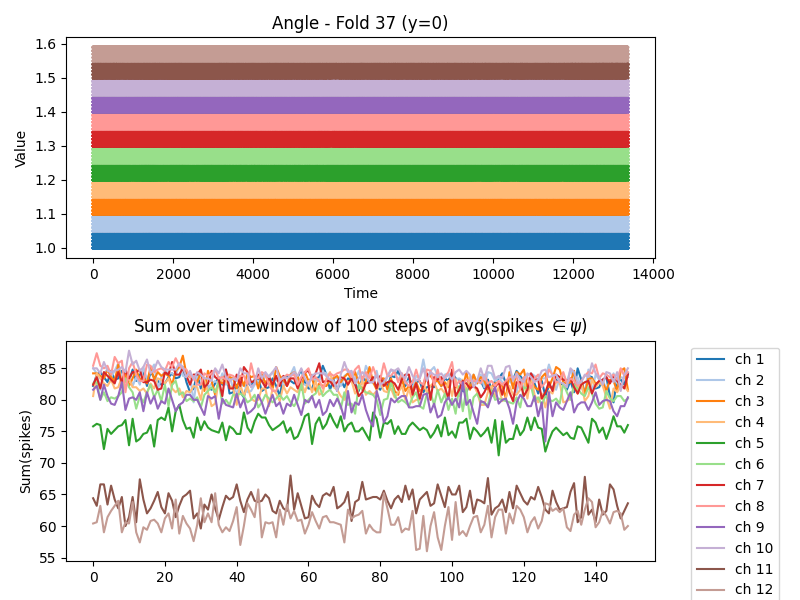 Angle - Fold 37 (y=0)
Value
1.6
1.5
1.4
1.3
1.2
1.1
1.0
0 2000 4000 6000 8000 10000 12000 14000
Time
Sum over timewindow of 100 steps of avg(spikes ∈ ψ)
Sum(spikes)
85
80
75
70
65
60
55
0 20 40 60 80 100 120 140
ch 1
ch 2
ch 3
ch 4
ch 5
ch 6
ch 7
ch 8
ch 9
ch 10
ch 11
ch 12